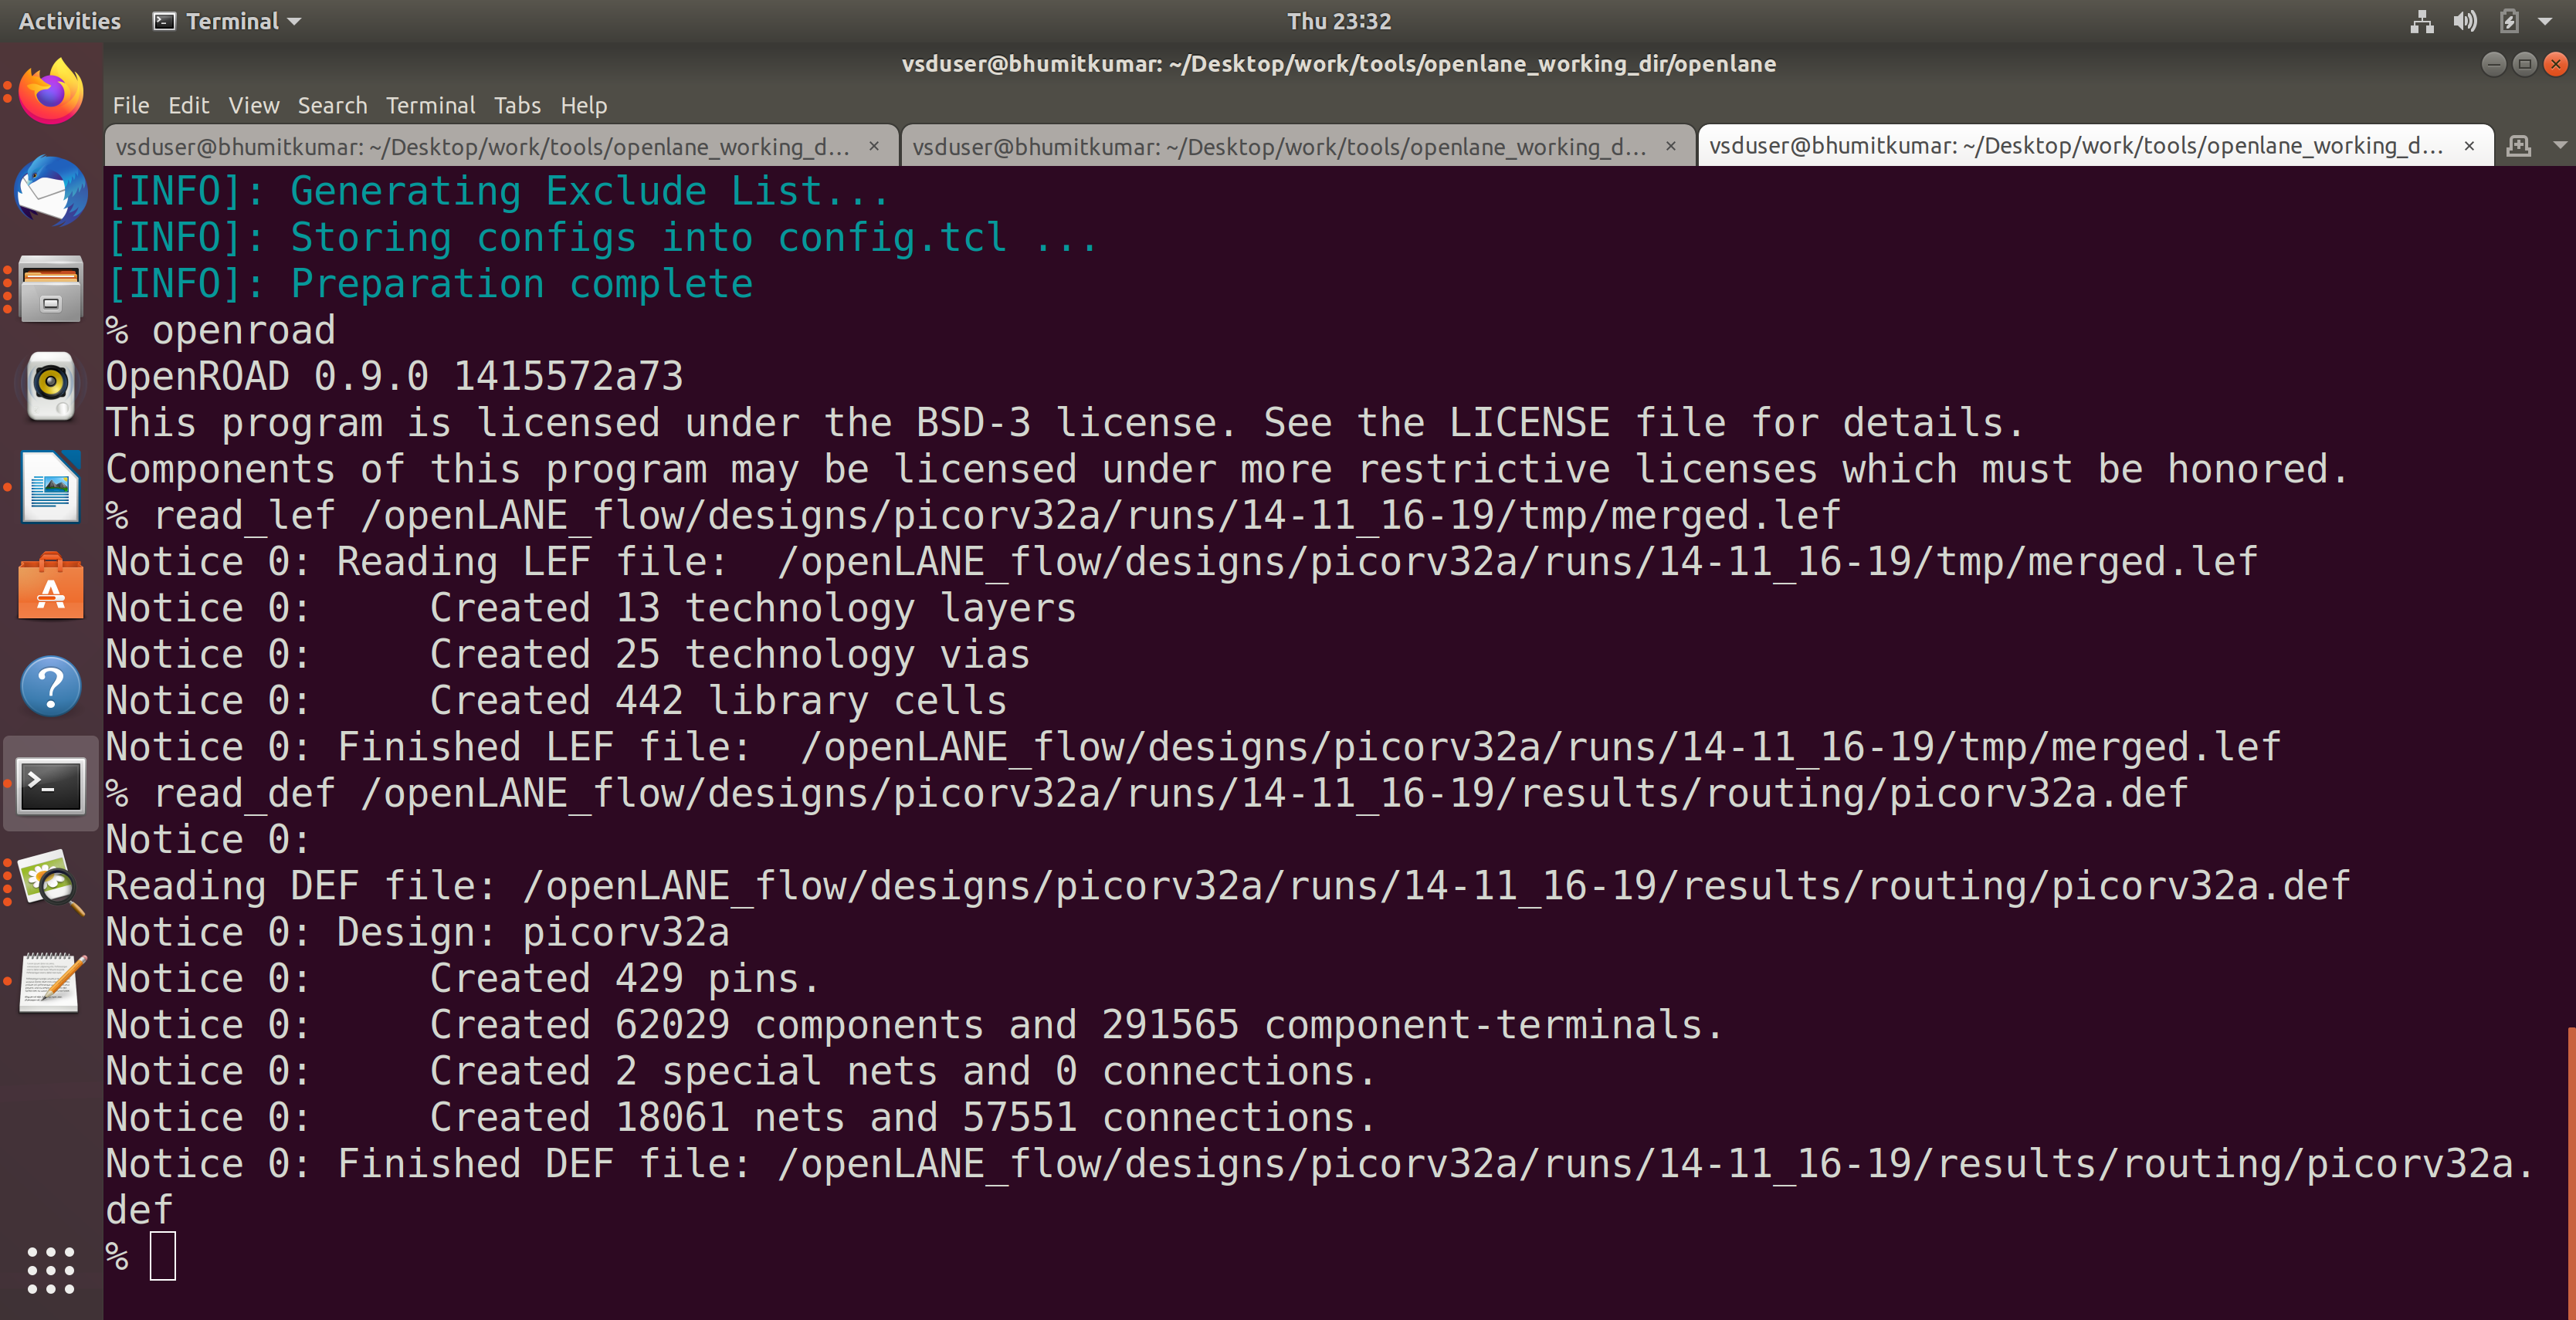 Activities Terminal Thu 23:32
vsduser@bhumitkumar: ~/Desktop/work/tools/openlane_working_dir/openlane
File Edit View Search Terminal Tabs Help
vsduser@bhumitkumar: ~/Desktop/work/tools/openlane_working_d... × vsduser@bhumitkumar: ~/Desktop/work/tools/openlane_working_d... × vsduser@bhumitkumar: ~/Desktop/work/tools/openlane_working_d... ×
[INFO]: Generating Exclude List...
[INFO]: Storing configs into config.tcl ...
[INFO]: Preparation complete
% openroad
OpenROAD 0.9.0 1415572a73
This program is licensed under the BSD-3 license. See the LICENSE file for details.
Components of this program may be licensed under more restrictive licenses which must be honored.
% read_lef /openLANE_flow/designs/picorv32a/runs/14-11_16-19/tmp/merged.lef
Notice 0: Reading LEF file:  /openLANE_flow/designs/picorv32a/runs/14-11_16-19/tmp/merged.lef
Notice 0:     Created 13 technology layers
Notice 0:     Created 25 technology vias
Notice 0:     Created 442 library cells
Notice 0: Finished LEF file:  /openLANE_flow/designs/picorv32a/runs/14-11_16-19/tmp/merged.lef
% read_def /openLANE_flow/designs/picorv32a/runs/14-11_16-19/results/routing/picorv32a.def
Notice 0:
Reading DEF file: /openLANE_flow/designs/picorv32a/runs/14-11_16-19/results/routing/picorv32a.def
Notice 0: Design: picorv32a
Notice 0:     Created 429 pins.
Notice 0:     Created 62029 components and 291565 component-terminals.
Notice 0:     Created 2 special nets and 0 connections.
Notice 0:     Created 18061 nets and 57551 connections.
Notice 0: Finished DEF file: /openLANE_flow/designs/picorv32a/runs/14-11_16-19/results/routing/picorv32a.
def
%